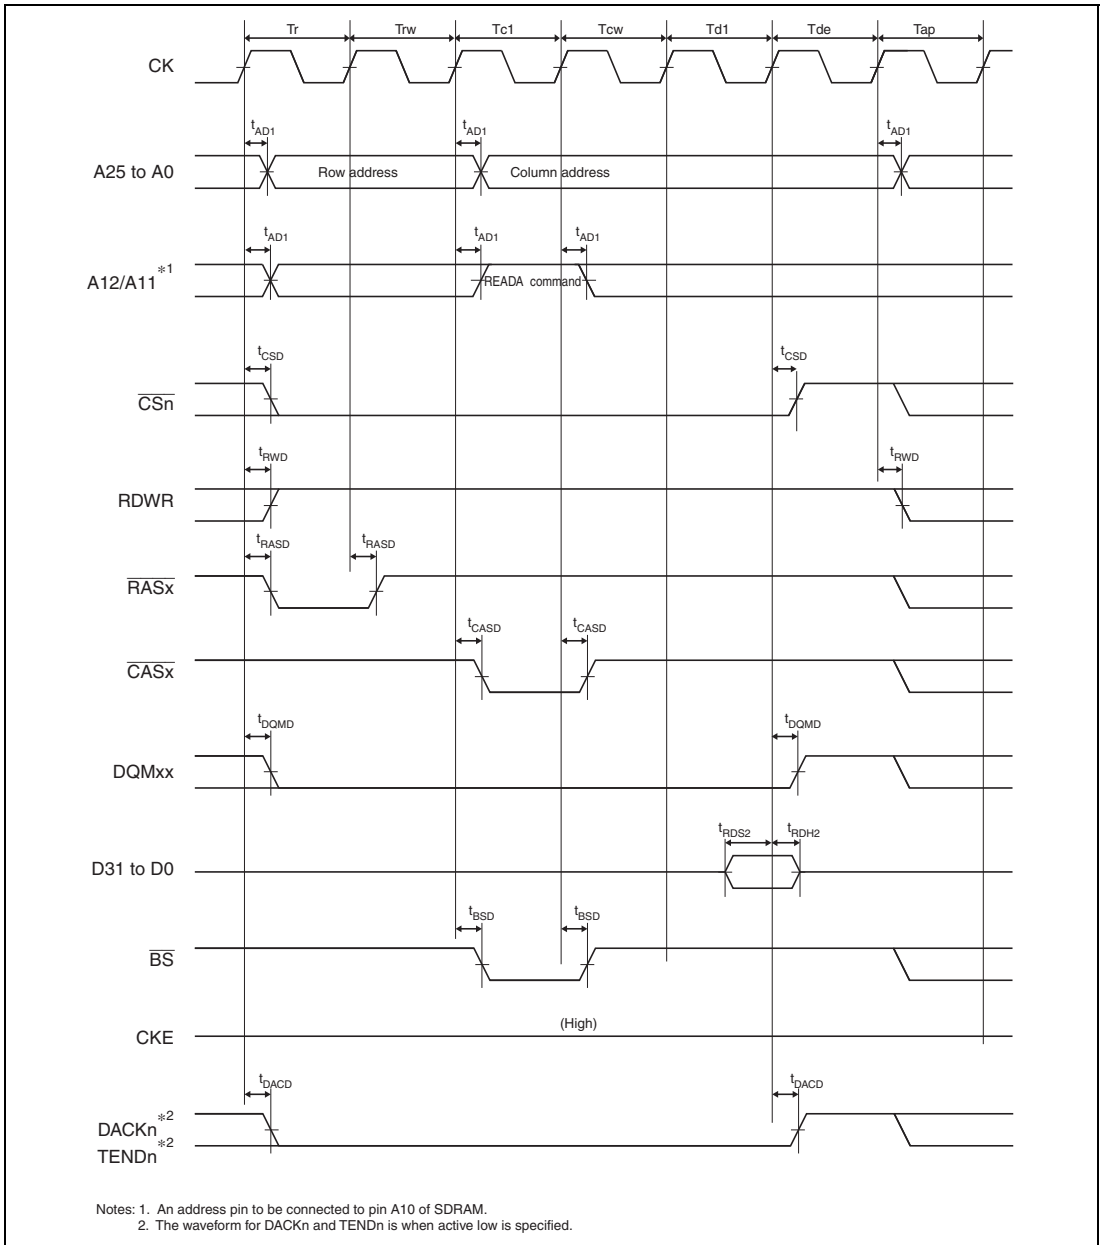 Tr Trw Tc1 Tcw Td1 Tde Tap
CK
tAD1 tAD1 tAD1
A25 to A0 Row address Column address
tAD1 tAD1 tAD1
A12/A11*1 READA command
tCSD tCSD
CSn
tRWD tRWD
RDWR
tRASD tRASD
RASx
tCASD tCASD
CASx
tDQMD tDQMD
DQMxx
tRDS2 tRDH2
D31 to D0
tBSD tBSD
BS
(High)
CKE
tDACD tDACD
DACKn*2
TENDn*2
Notes: 1. An address pin to be connected to pin A10 of SDRAM.
2. The waveform for DACKn and TENDn is when active low is specified.